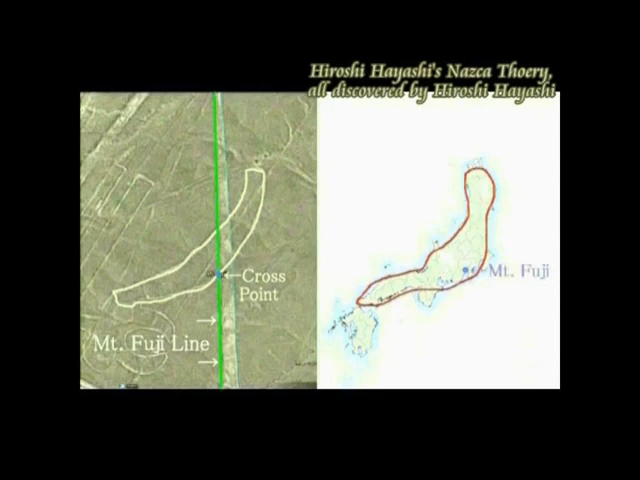 Hiroshi Hayashi's Nazca Thoery,
all discovered by Hiroshi Hayashi
Cross
Point
Mt. Fuji Line
Mt. Fuji